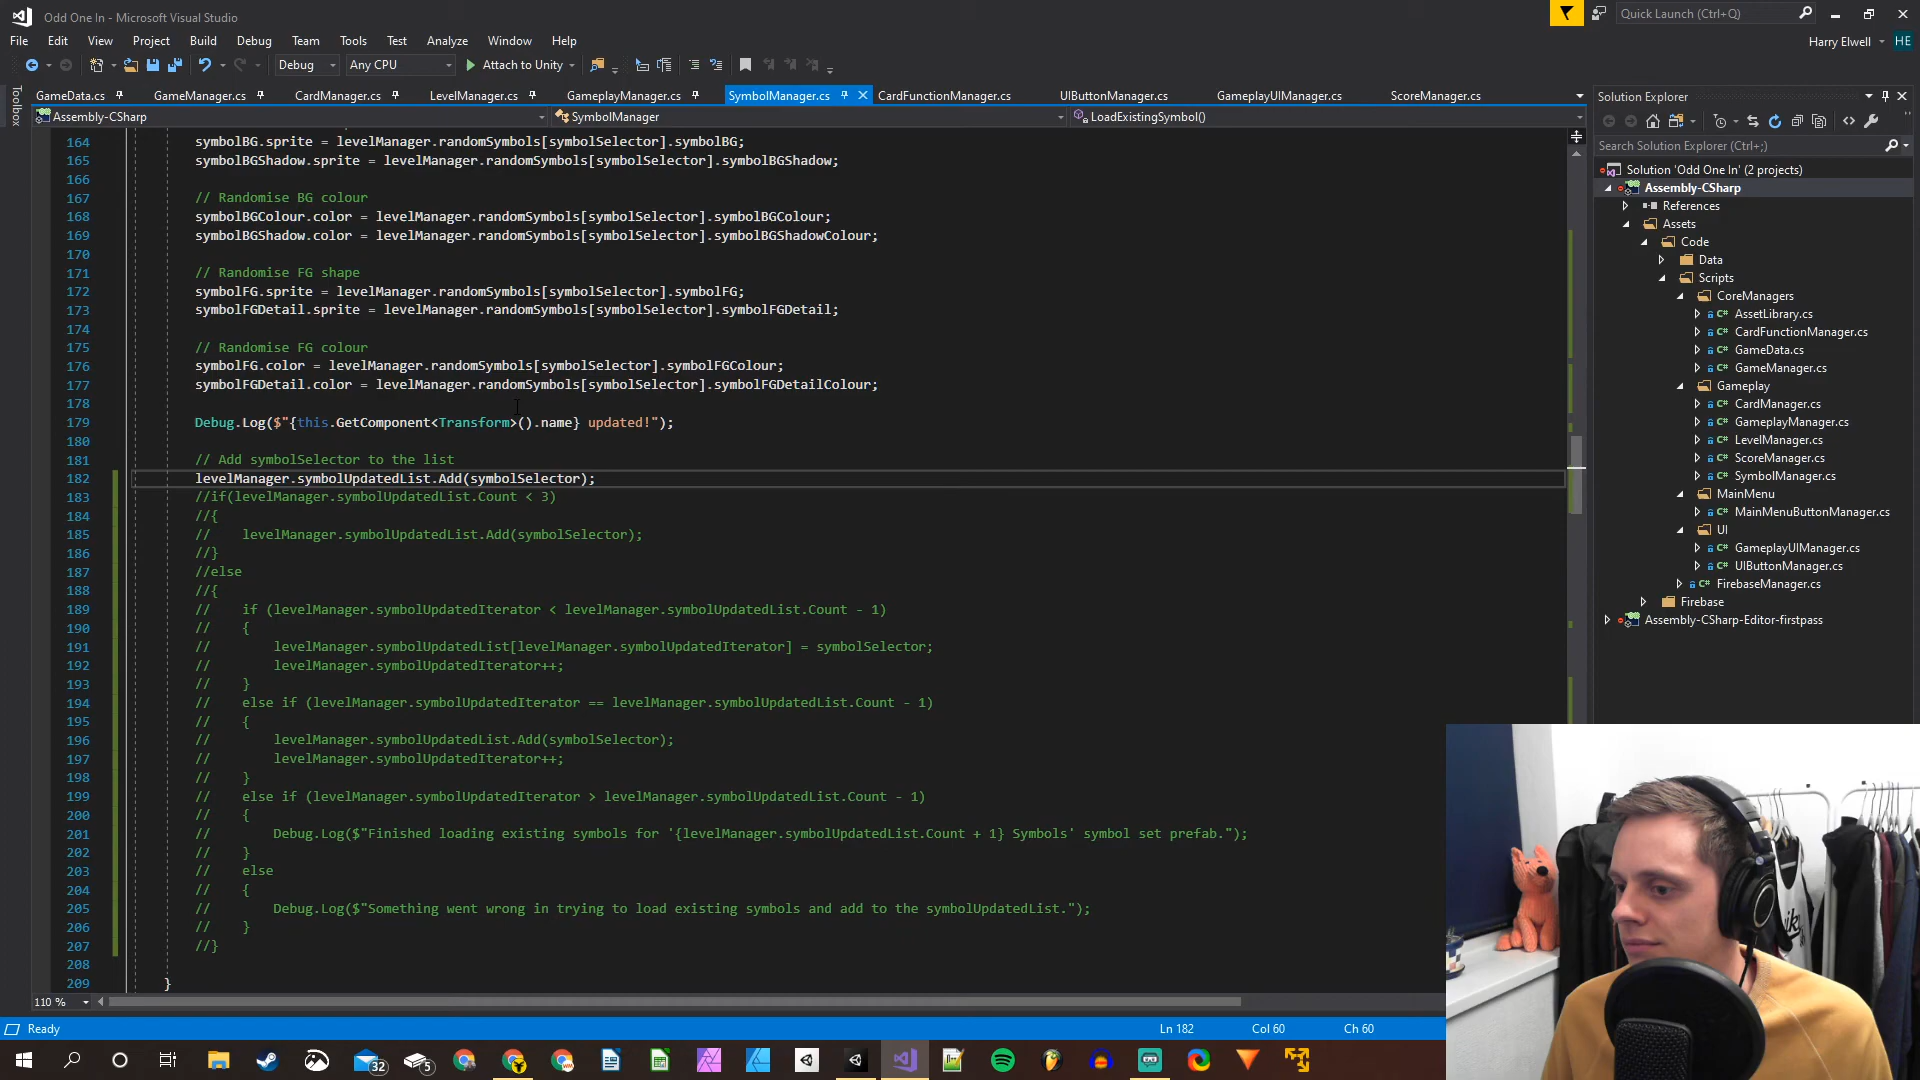 Odd One In - Microsoft Visual Studio
Quick Launch (Ctrl+Q)
File Edit View Project Build Debug Team Tools Test Analyze Window Help
Harry Elwell HE
Debug Any CPU Attach to Unity
GameData.cs GameManager.cs CardManager.cs LevelManager.cs GameplayManager.cs SymbolManager.cs CardFunctionManager.cs UIButtonManager.cs GameplayUIManager.cs ScoreManager.cs
Assembly-CSharp SymbolManager LoadExistingSymbol()
Toolbox
164 symbolBG.sprite = levelManager.randomSymbols[symbolSelector].symbolBG;
165 symbolBGShadow.sprite = levelManager.randomSymbols[symbolSelector].symbolBGShadow;
166
167 // Randomise BG colour
168 symbolBGColour.color = levelManager.randomSymbols[symbolSelector].symbolBGColour;
169 symbolBGShadow.color = levelManager.randomSymbols[symbolSelector].symbolBGShadowColour;
170
171 // Randomise FG shape
172 symbolFG.sprite = levelManager.randomSymbols[symbolSelector].symbolFG;
173 symbolFGDetail.sprite = levelManager.randomSymbols[symbolSelector].symbolFGDetail;
174
175 // Randomise FG colour
176 symbolFG.color = levelManager.randomSymbols[symbolSelector].symbolFGColour;
177 symbolFGDetail.color = levelManager.randomSymbols[symbolSelector].symbolFGDetailColour;
178
179 Debug.Log($"{this.GetComponent<Transform>().name} updated!");
180
181 // Add symbolSelector to the list
182 levelManager.symbolUpdatedList.Add(symbolSelector);
183 //if(levelManager.symbolUpdatedList.Count < 3)
184 //{
185 // levelManager.symbolUpdatedList.Add(symbolSelector);
186 //}
187 //else
188 //{
189 // if (levelManager.symbolUpdatedIterator < levelManager.symbolUpdatedList.Count - 1)
190 // {
191 // levelManager.symbolUpdatedList[levelManager.symbolUpdatedIterator] = symbolSelector;
192 // levelManager.symbolUpdatedIterator++;
193 // }
194 // else if (levelManager.symbolUpdatedIterator == levelManager.symbolUpdatedList.Count - 1)
195 // {
196 // levelManager.symbolUpdatedList.Add(symbolSelector);
197 // levelManager.symbolUpdatedIterator++;
198 // }
199 // else if (levelManager.symbolUpdatedIterator > levelManager.symbolUpdatedList.Count - 1)
200 // {
201 // Debug.Log($"Finished loading existing symbols for '{levelManager.symbolUpdatedList.Count + 1} Symbols' symbol set prefab.");
202 // }
203 // else
204 // {
205 // Debug.Log($"Something went wrong in trying to load existing symbols and add to the symbolUpdatedList.");
206 // }
207 //}
208
209 }
110 %
Ready Ln 182 Col 60 Ch 60
Solution Explorer
Search Solution Explorer (Ctrl+;)
Solution 'Odd One In' (2 projects)
Assembly-CSharp
References
Assets
Code
Data
Scripts
CoreManagers
C# AssetLibrary.cs
C# CardFunctionManager.cs
C# GameData.cs
C# GameManager.cs
Gameplay
C# CardManager.cs
C# GameplayManager.cs
C# LevelManager.cs
C# ScoreManager.cs
C# SymbolManager.cs
MainMenu
C# MainMenuButtonManager.cs
UI
C# GameplayUIManager.cs
C# UIButtonManager.cs
C# FirebaseManager.cs
Firebase
Assembly-CSharp-Editor-firstpass
32 5